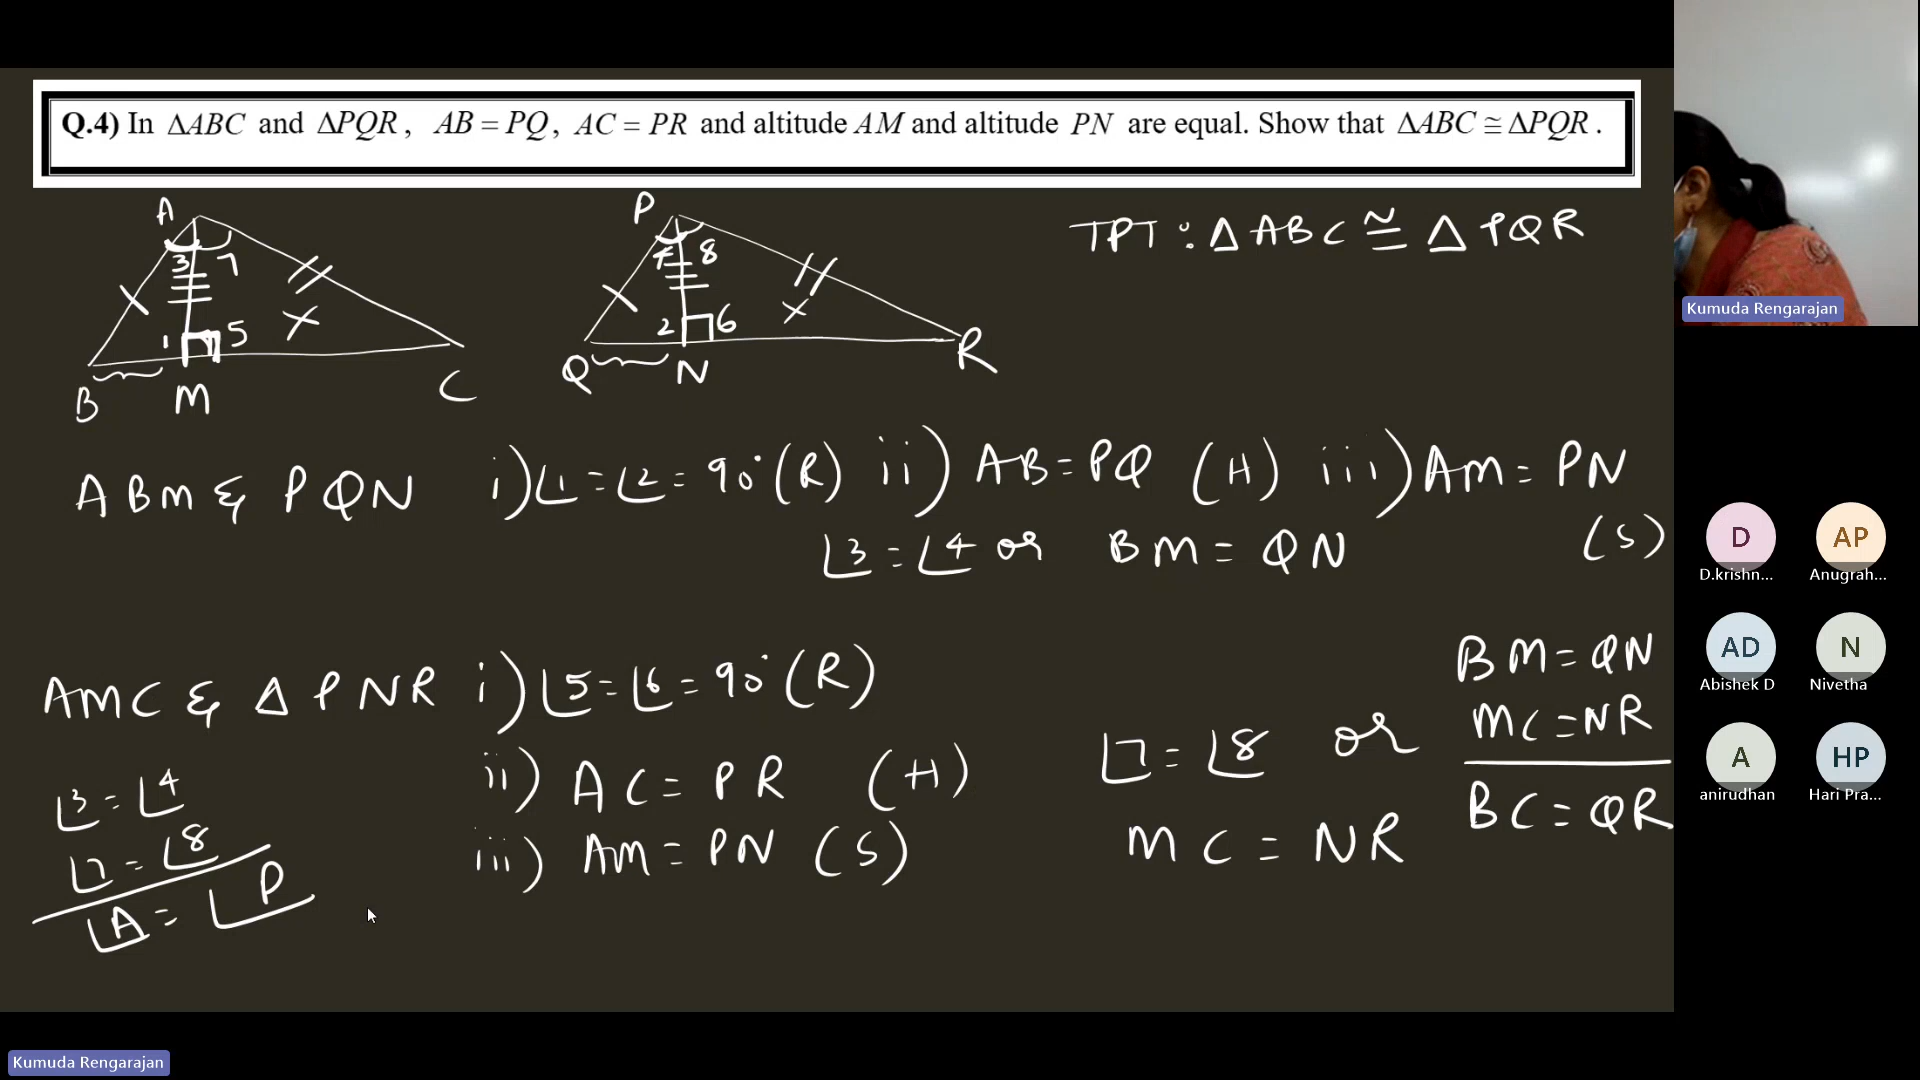 Q.4) In ΔABC and ΔPQR, AB = PQ, AC = PR and altitude AM and altitude PN are equal. Show that ΔABC ≅ ΔPQR.
A
P
TPT : Δ ABC ≅ Δ PQR
3 7
4 8
1 5
2 6
B M C
Q N R
ABM & PQN i) ∠1 = ∠2 = 90° (R) ii) AB = PQ (H) iii) AM = PN
(S)
∠3 = ∠4 or BM = QN
AMC & Δ PNR i) ∠5 = ∠6 = 90° (R)
ii) AC = PR (H)
iii) AM = PN (S)
∠7 = ∠8 or
MC = NR
BM = QN
MC = NR
BC = QR
∠3 = ∠4
∠7 = ∠8
∠A = ∠P
Kumuda Rengarajan
D
D.krishn...
AP
Anugrah...
AD
Abishek D
N
Nivetha
A
anirudhan
HP
Hari Pra...
Kumuda Rengarajan